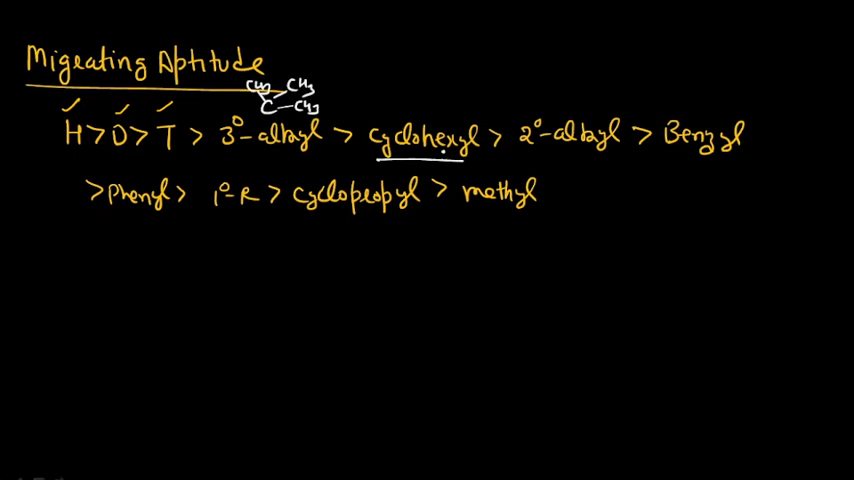 Migrating Aptitude
CH3 CH3
C—CH3
H > D > T > 3°-alkyl > cyclohexyl > 2°-alkyl > Benzyl
> Phenyl > 1°-R > cyclopropyl > methyl